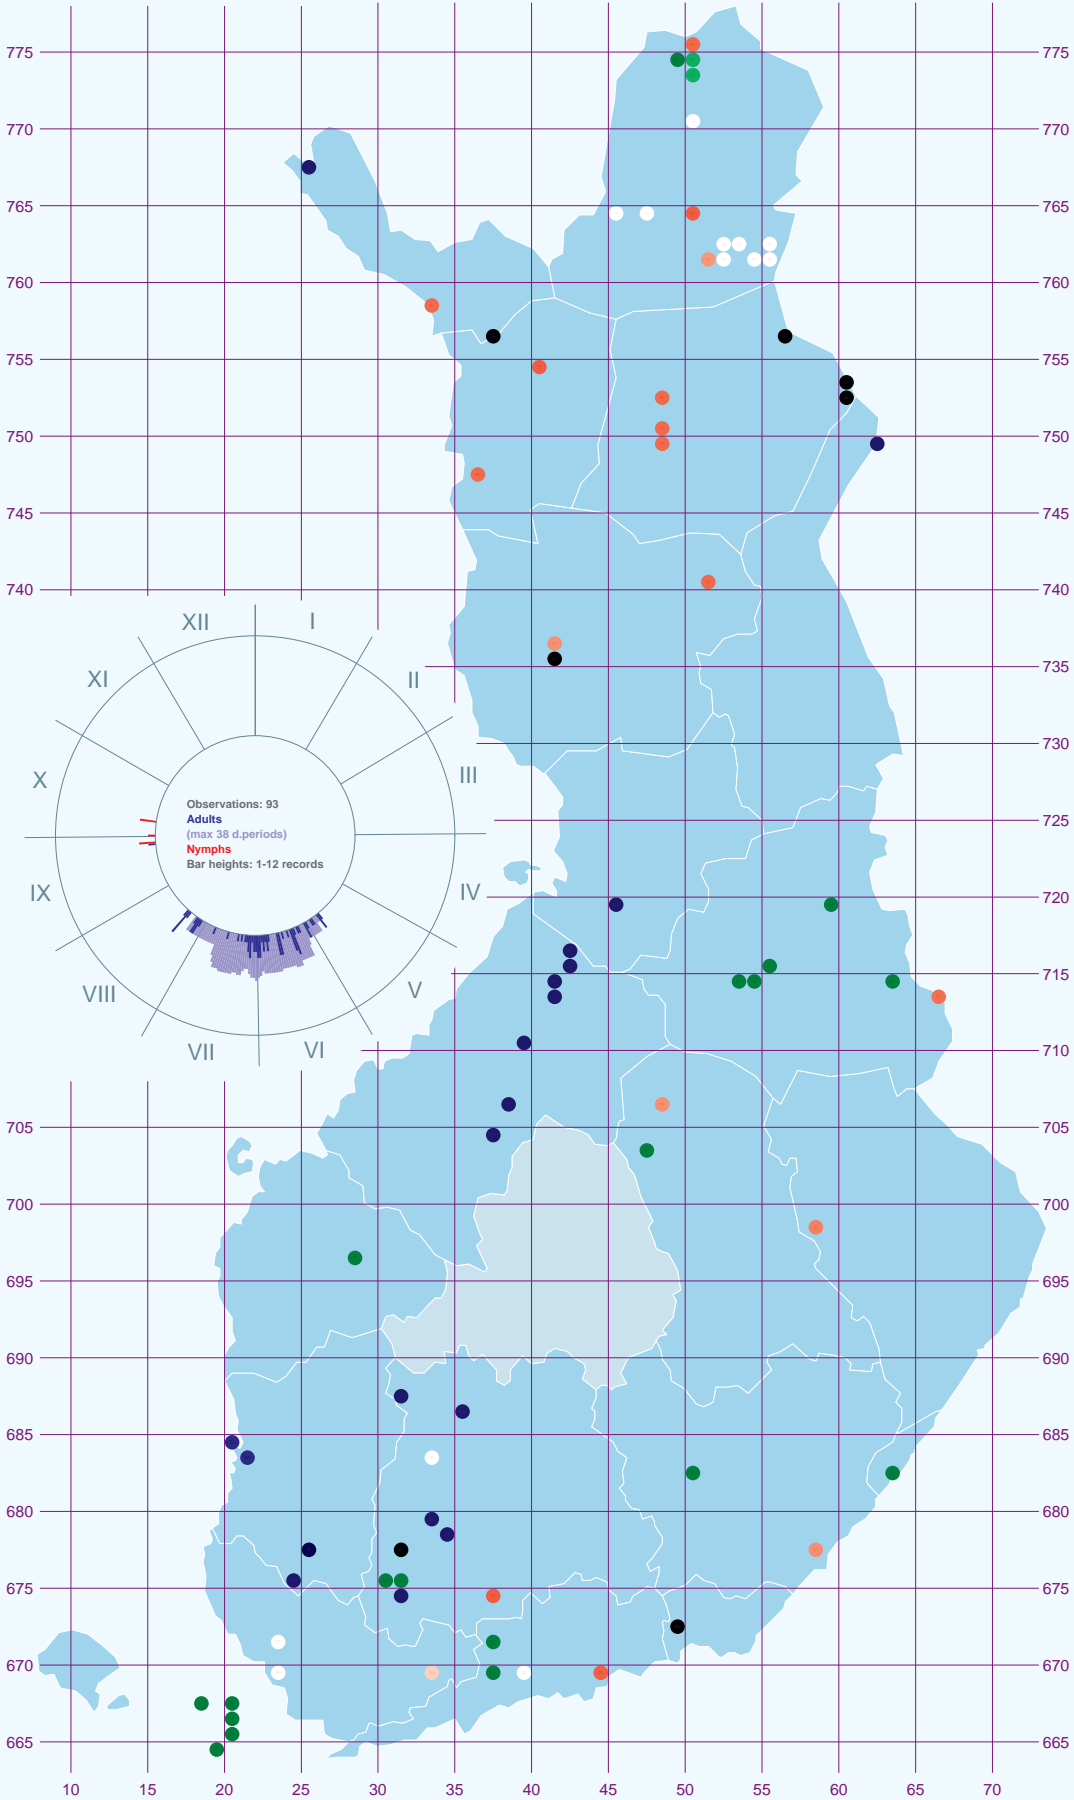 775 775
770 770
765 765
760 760
755 755
750 750
745 745
740 740
XII I
XI II
735 735
730 730
X III
725 725
Observations: 93
Adults
(max 38 d.periods)
Nymphs
Bar heights: 1-12 records
IX IV
720 720
715 715
VIII V
VII VI
710 710
705 705
700 700
695 695
690 690
685 685
680 680
675 675
670 670
665 665
10 15 20 25 30 35 40 45 50 55 60 65 70